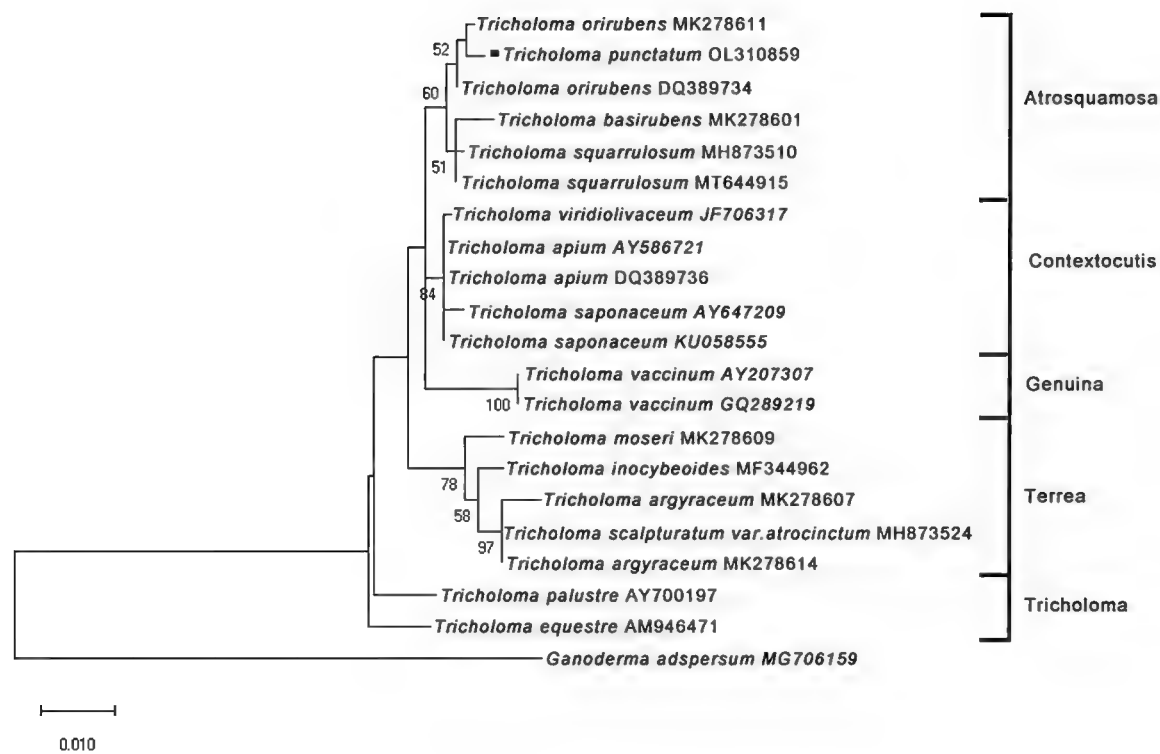 Tricholoma orirubens MK278611
52
Tricholoma punctatum OL310859
60
Tricholoma orirubens DQ389734
Atrosquamosa
Tricholoma basirubens MK278601
Tricholoma squarrulosum MH873510
51
Tricholoma squarrulosum MT644915
Tricholoma viridiolivaceum JF706317
Tricholoma apium AY586721
Contextocutis
Tricholoma apium DQ389736
84
Tricholoma saponaceum AY647209
Tricholoma saponaceum KU058555
Tricholoma vaccinum AY207307
Genuina
100
Tricholoma vaccinum GQ289219
Tricholoma moseri MK278609
Tricholoma inocybeoides MF344962
78
Tricholoma argyraceum MK278607
Terrea
58
Tricholoma scalpturatum var.atrocinctum MH873524
97
Tricholoma argyraceum MK278614
Tricholoma palustre AY700197
Tricholoma
Tricholoma equestre AM946471
Ganoderma adspersum MG706159
0.010